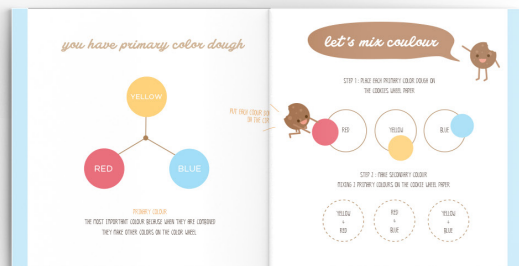 you have primary color dough
YELLOW
RED
BLUE
PRIMARY COLOUR
THE MOST IMPORTANT COLOUR BECAUSE WHEN THEY ARE COMBINED
THEY MAKE OTHER COLORS ON THE COLOR WHEEL
let's mix coulour
STEP 1 : PLACE EACH PRIMARY COLOR DOUGH ON
THE COOKIES WHEEL PAPER
PUT EACH COLOUR
ON THE
RED
YELLOW
BLUE
STEP 2 : MAKE SECONDARY COLOUR
MIXING 2 PRIMARY COLOURS ON THE COOKIE WHEEL PAPER
YELLOW
+
RED
RED
+
BLUE
YELLOW
+
BLUE